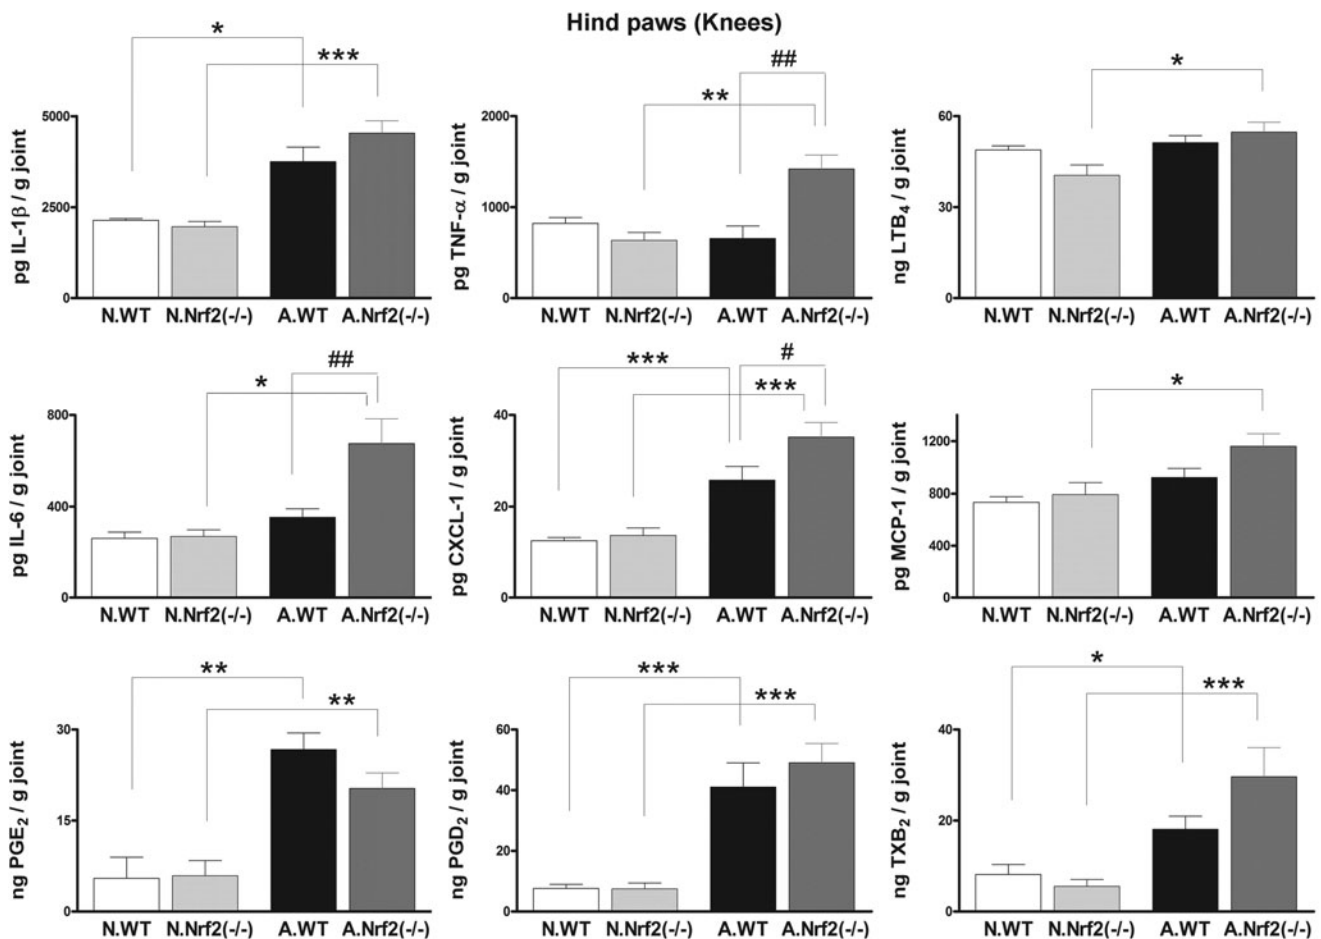 Hind paws (Knees)
* ***
pg IL-1β / g joint
5000
2500
0
N.WT N.Nrf2(-/-) A.WT A.Nrf2(-/-)
** ##
pg TNF-α / g joint
2000
1000
0
N.WT N.Nrf2(-/-) A.WT A.Nrf2(-/-)
*
ng LTB₄ / g joint
60
30
0
N.WT N.Nrf2(-/-) A.WT A.Nrf2(-/-)
* ##
pg IL-6 / g joint
800
400
0
N.WT N.Nrf2(-/-) A.WT A.Nrf2(-/-)
*** # ***
pg CXCL-1 / g joint
40
20
0
N.WT N.Nrf2(-/-) A.WT A.Nrf2(-/-)
*
pg MCP-1 / g joint
1200
800
400
0
N.WT N.Nrf2(-/-) A.WT A.Nrf2(-/-)
** **
ng PGE₂ / g joint
30
15
0
N.WT N.Nrf2(-/-) A.WT A.Nrf2(-/-)
*** ***
ng PGD₂ / g joint
60
40
20
0
N.WT N.Nrf2(-/-) A.WT A.Nrf2(-/-)
* ***
ng TXB₂ / g joint
40
20
0
N.WT N.Nrf2(-/-) A.WT A.Nrf2(-/-)